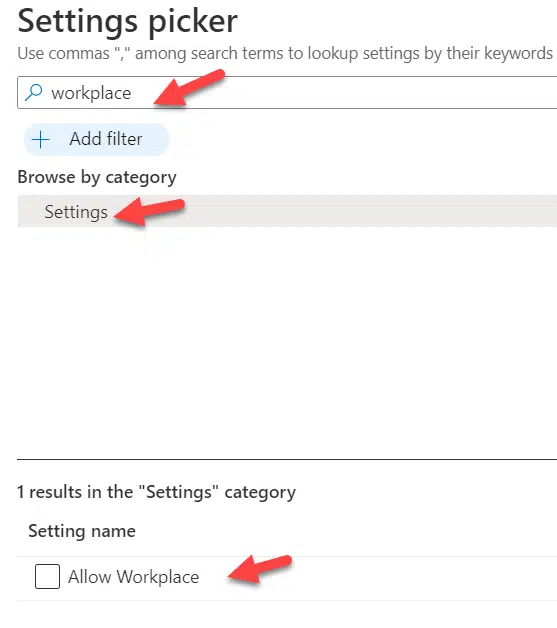 Settings picker
Use commas "," among search terms to lookup settings by their keywords
workplace
Add filter
Browse by category
Settings
1 results in the "Settings" category
Setting name
Allow Workplace